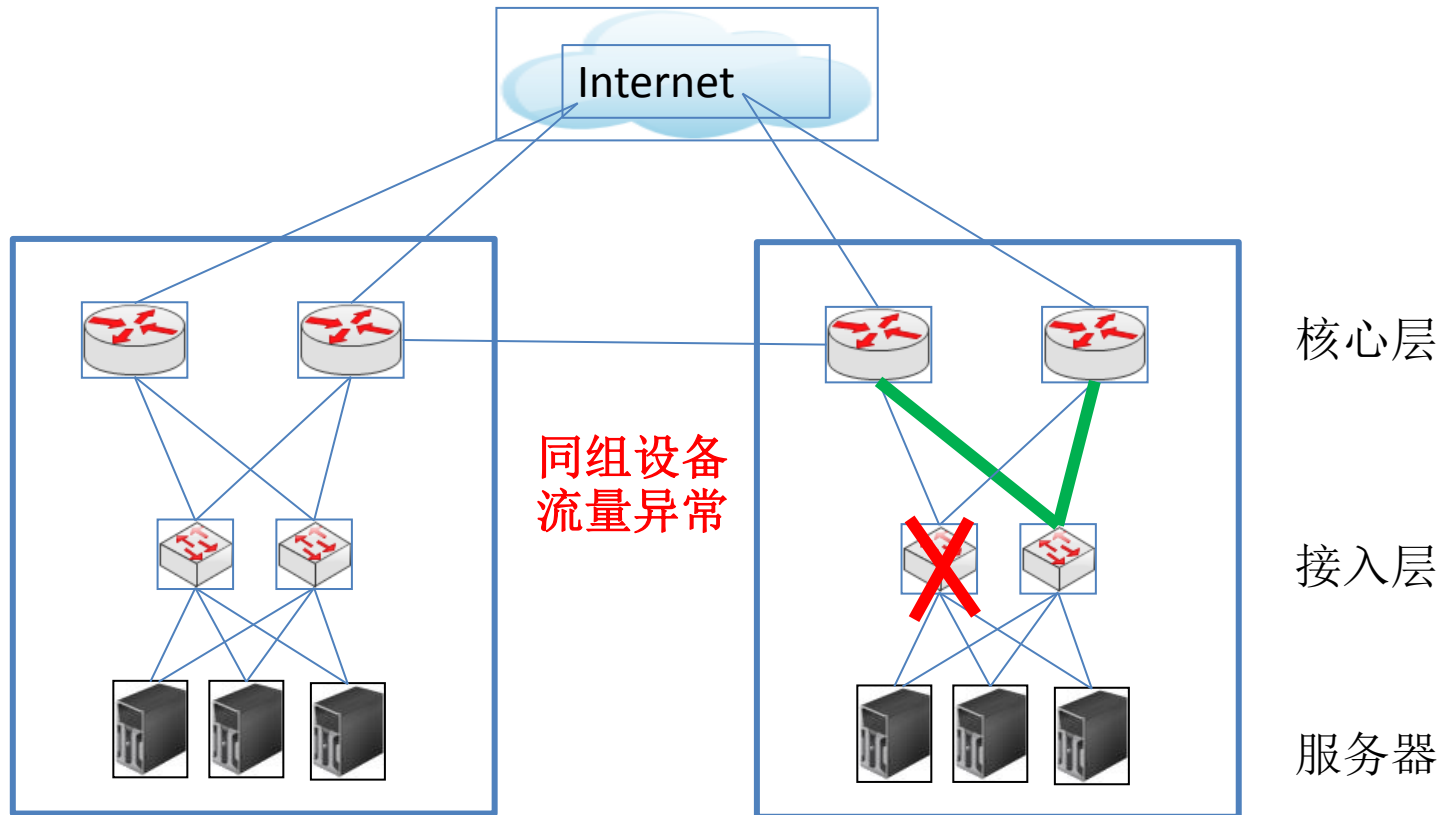 Internet
核心层
同组设备
流量异常
接入层
服务器